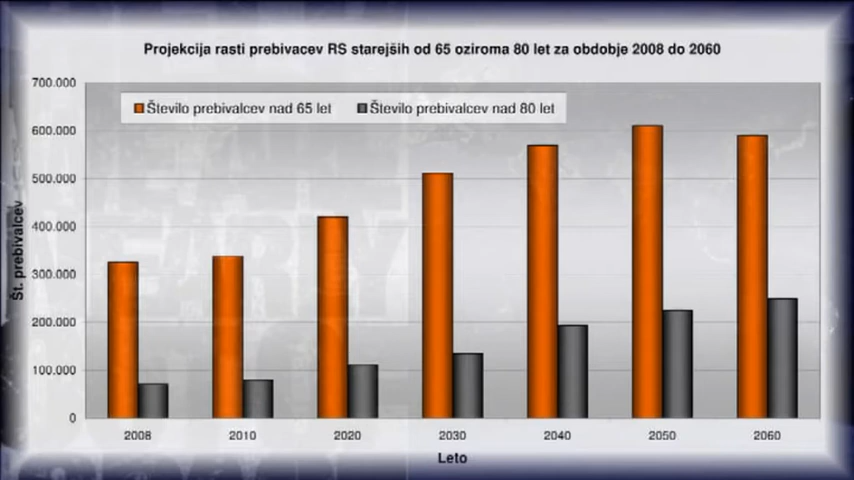 Projekcija rasti prebivacev RS starejših od 65 oziroma 80 let za obdobje 2008 do 2060
Število prebivalcev nad 65 let
Število prebivalcev nad 80 let
Št. prebivalcev
700.000
600.000
500.000
400.000
300.000
200.000
100.000
0
2008 2010 2020 2030 2040 2050 2060
Leto